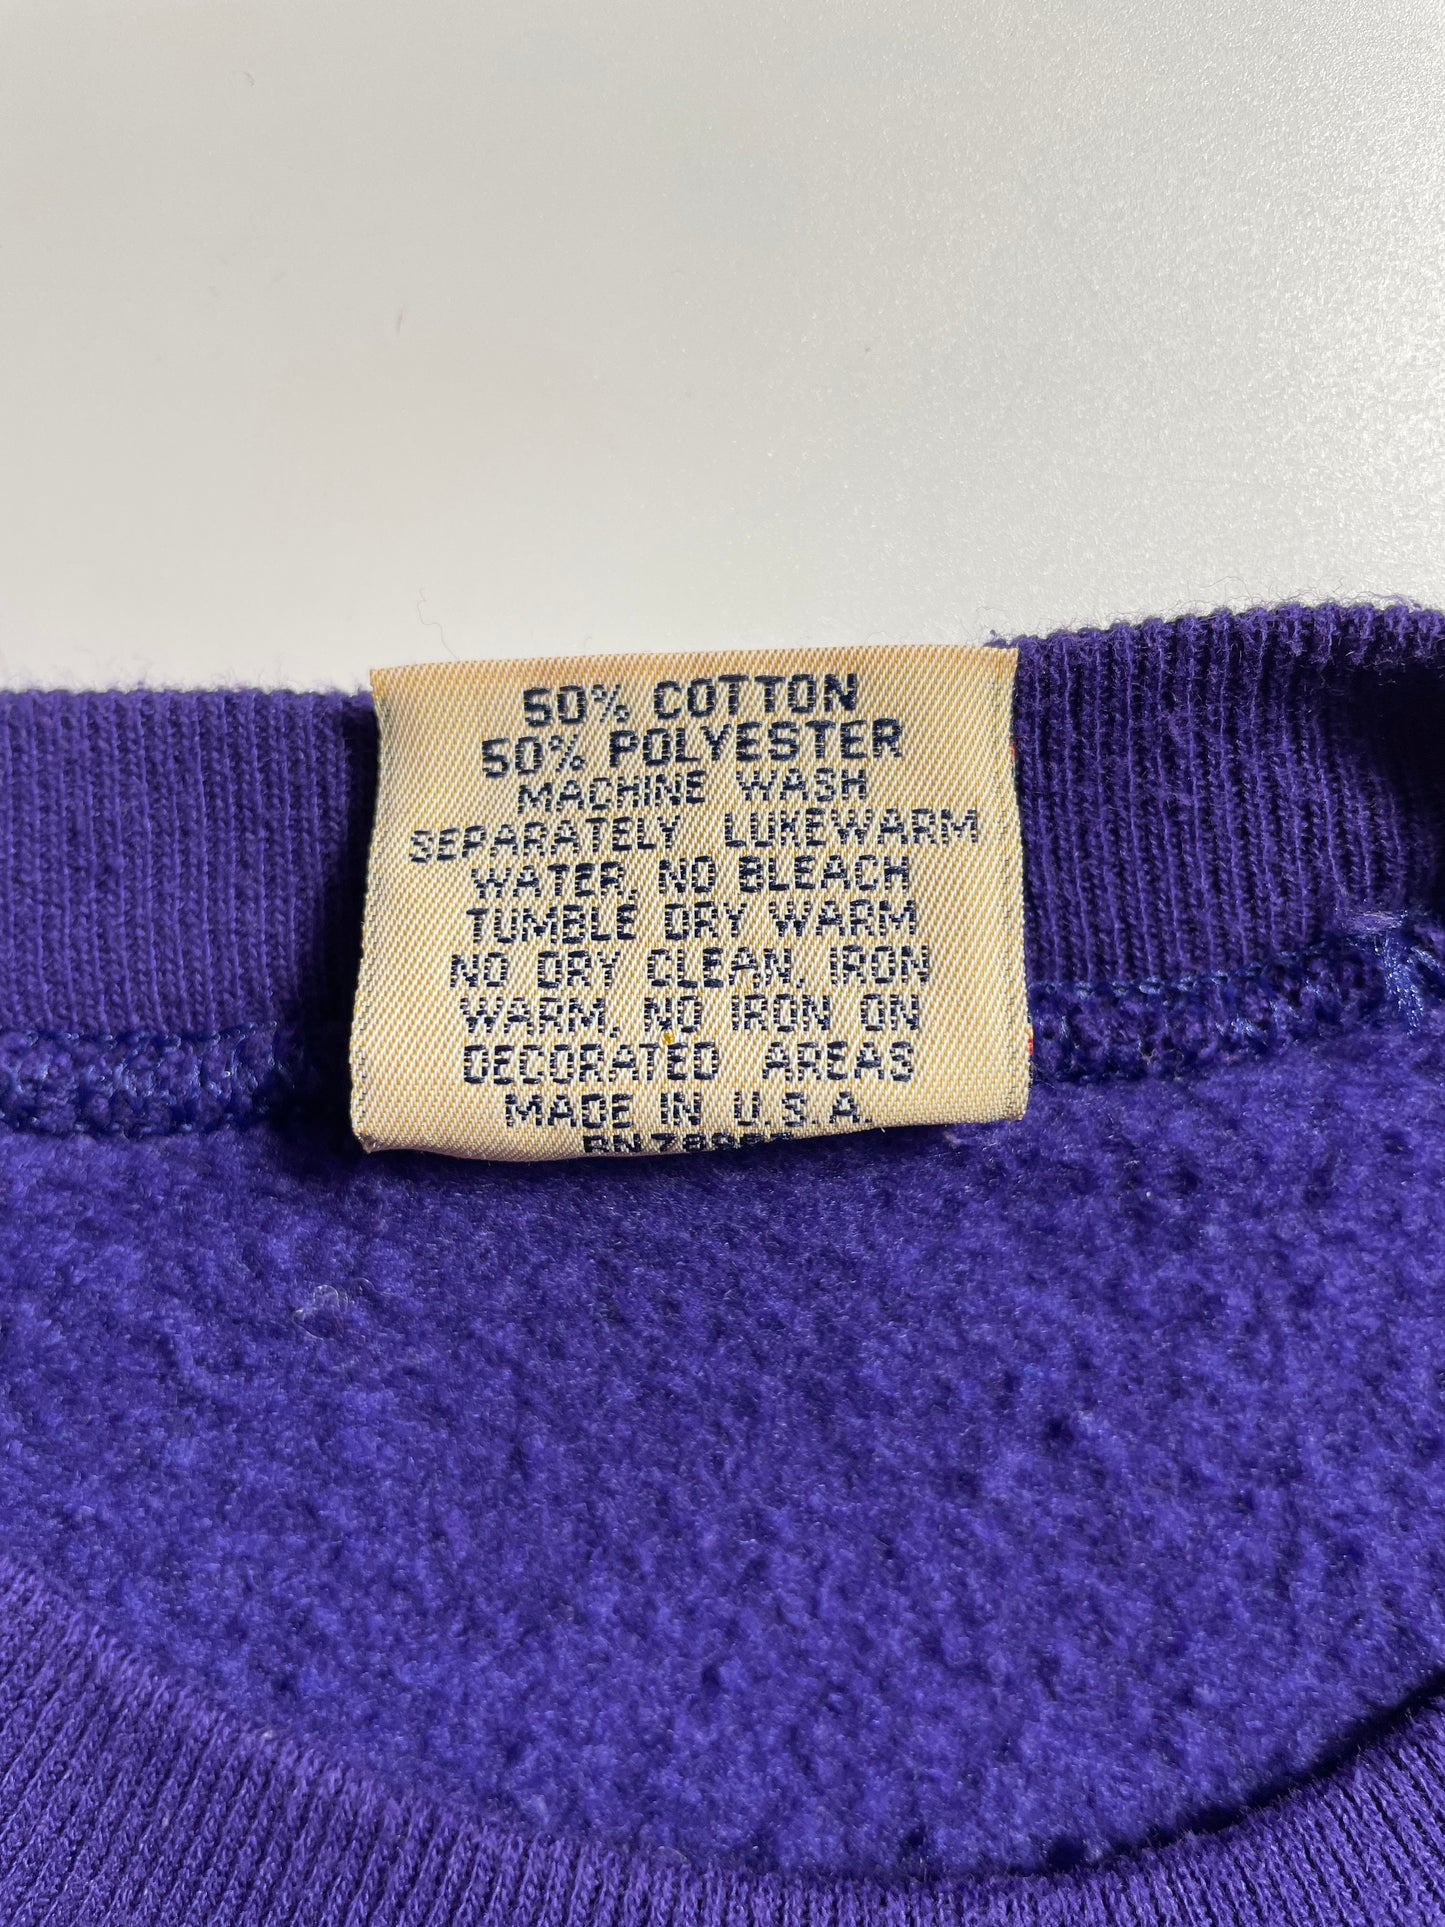 50% COTTON
50% POLYESTER
MACHINE WASH
SEPARATELY LUKEWARM
WATER, NO BLEACH
TUMBLE DRY WARM
NO DRY CLEAN, IRON
WARM, NO IRON ON
DECORATED AREAS
MADE IN U.S.A.